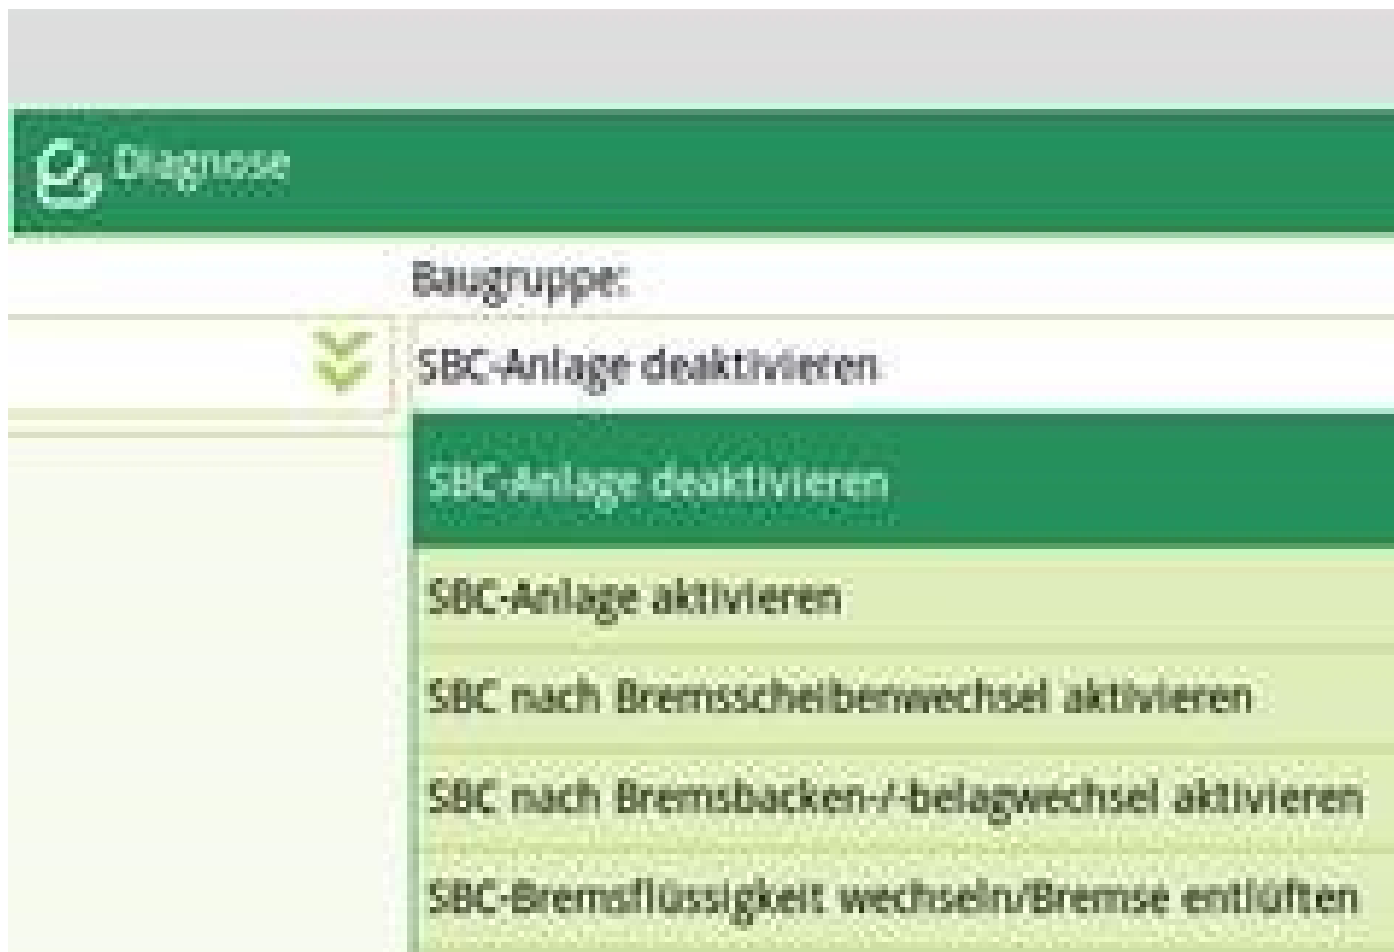 Diagnose
Baugruppe:
SBC-Anlage deaktivieren
SBC-Anlage deaktivieren
SBC-Anlage aktivieren
SBC nach Bremsscheibenwechsel aktivieren
SBC nach Bremsbacken-/-belagwechsel aktivieren
SBC-Bremsflüssigkeit wechseln/Bremse entlüften